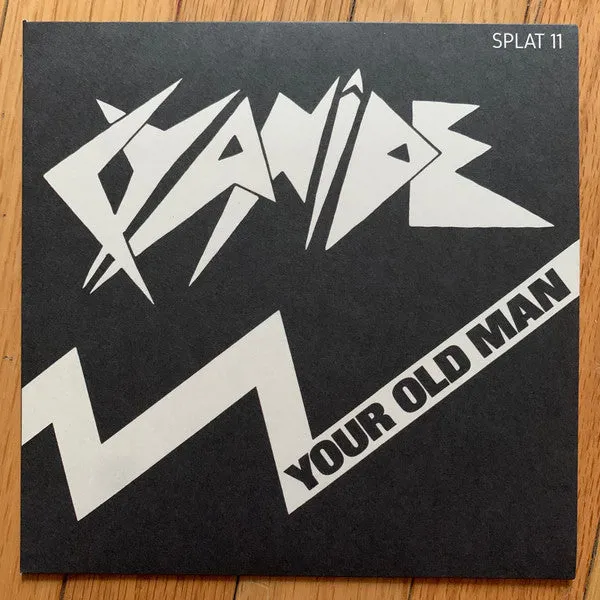 SPLAT 11
CYANIDE
YOUR OLD MAN